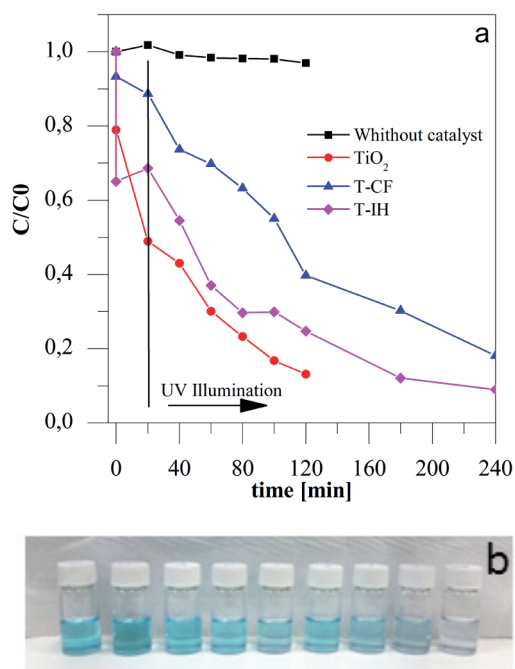 a
1,0
0,8
0,6
0,4
0,2
0,0
C/C0
Whithout catalyst
TiO2
T-CF
T-IH
UV Illumination
0 40 80 120 160 200 240
time [min]
b